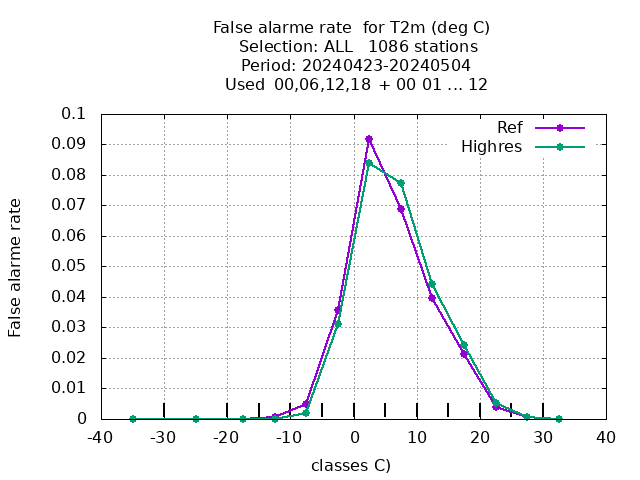 False alarme rate  for T2m (deg C)
Selection: ALL   1086 stations
Period: 20240423-20240504
Used  00,06,12,18  + 00 01 ... 12
Ref
Highres
False alarme rate
0.1
0.09
0.08
0.07
0.06
0.05
0.04
0.03
0.02
0.01
0
-40 -30 -20 -10 0 10 20 30 40
classes C)